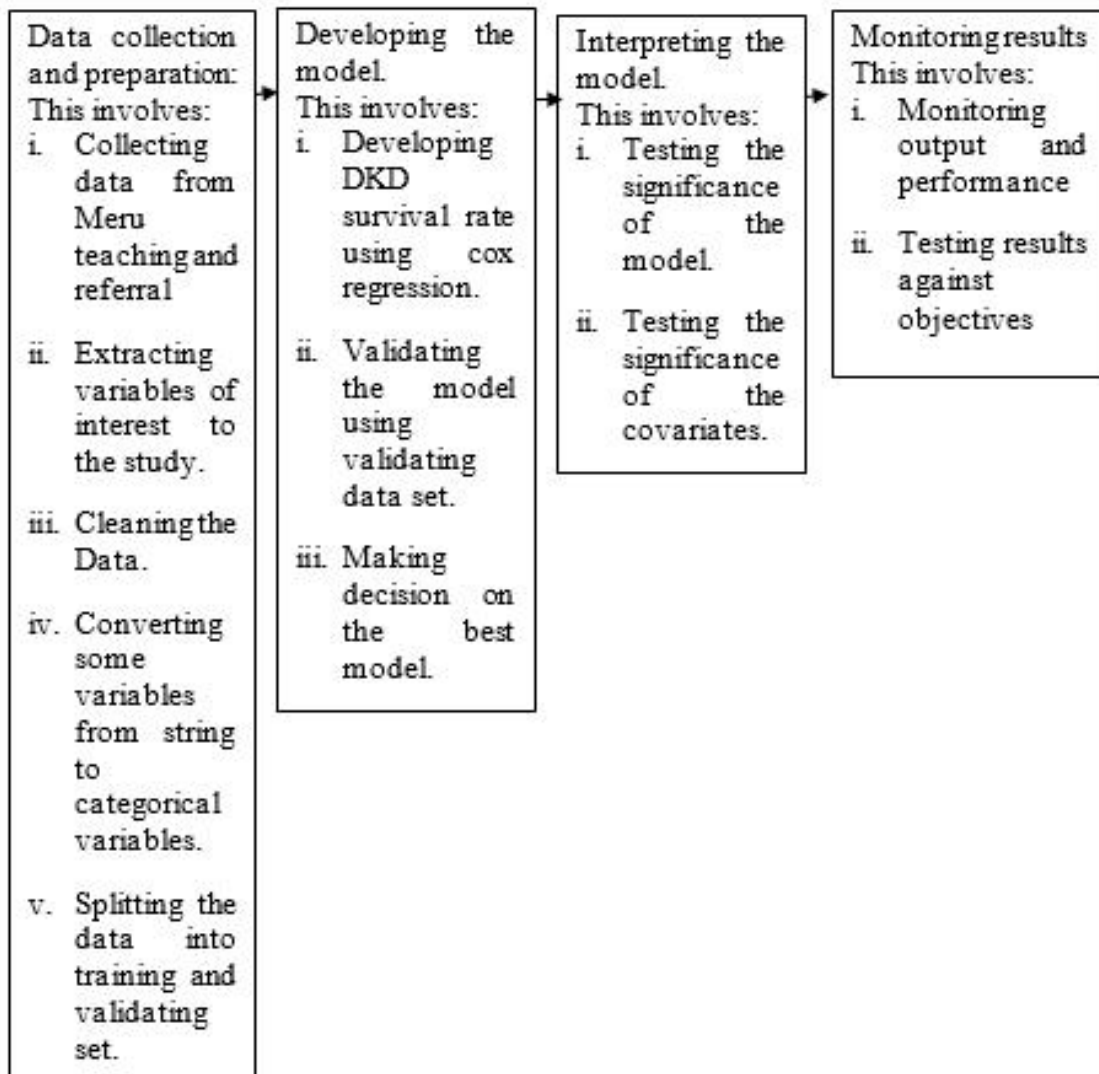 Data collection
and preparation:
This involves:
i. Collecting
data from
Meru
teaching and
referral
ii. Extracting
variables of
interest to
the study.
iii. Cleaning the
Data.
iv. Converting
some
variables
from string
to
categorical
variables.
v. Splitting the
data into
training and
validating
set.
Developing the
model.
This involves:
i. Developing
DKD
survival rate
using cox
regression.
ii. Validating
the model
using
validating
data set.
iii. Making
decision on
the best
model.
Interpreting the
model.
This involves:
i. Testing the
significance
of the
model.
ii. Testing the
significance
of the
covariates.
Monitoring results
This involves:
i. Monitoring
output and
performance
ii. Testing results
against
objectives